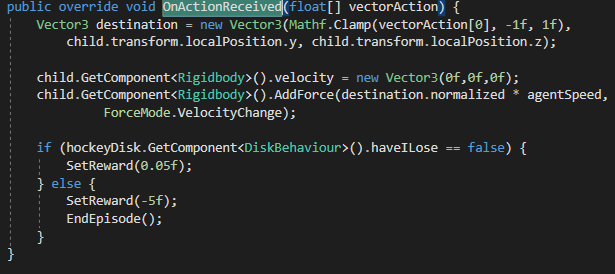 public override void OnActionReceived(float[] vectorAction) {
Vector3 destination = new Vector3(Mathf.Clamp(vectorAction[0], -1f, 1f),
child.transform.localPosition.y, child.transform.localPosition.z);
child.GetComponent<Rigidbody>().velocity = new Vector3(0f,0f,0f);
child.GetComponent<Rigidbody>().AddForce(destination.normalized * agentSpeed,
ForceMode.VelocityChange);
if (hockeyDisk.GetComponent<DiskBehaviour>().haveILose == false) {
SetReward(0.05f);
} else {
SetReward(-5f);
EndEpisode();
}
}